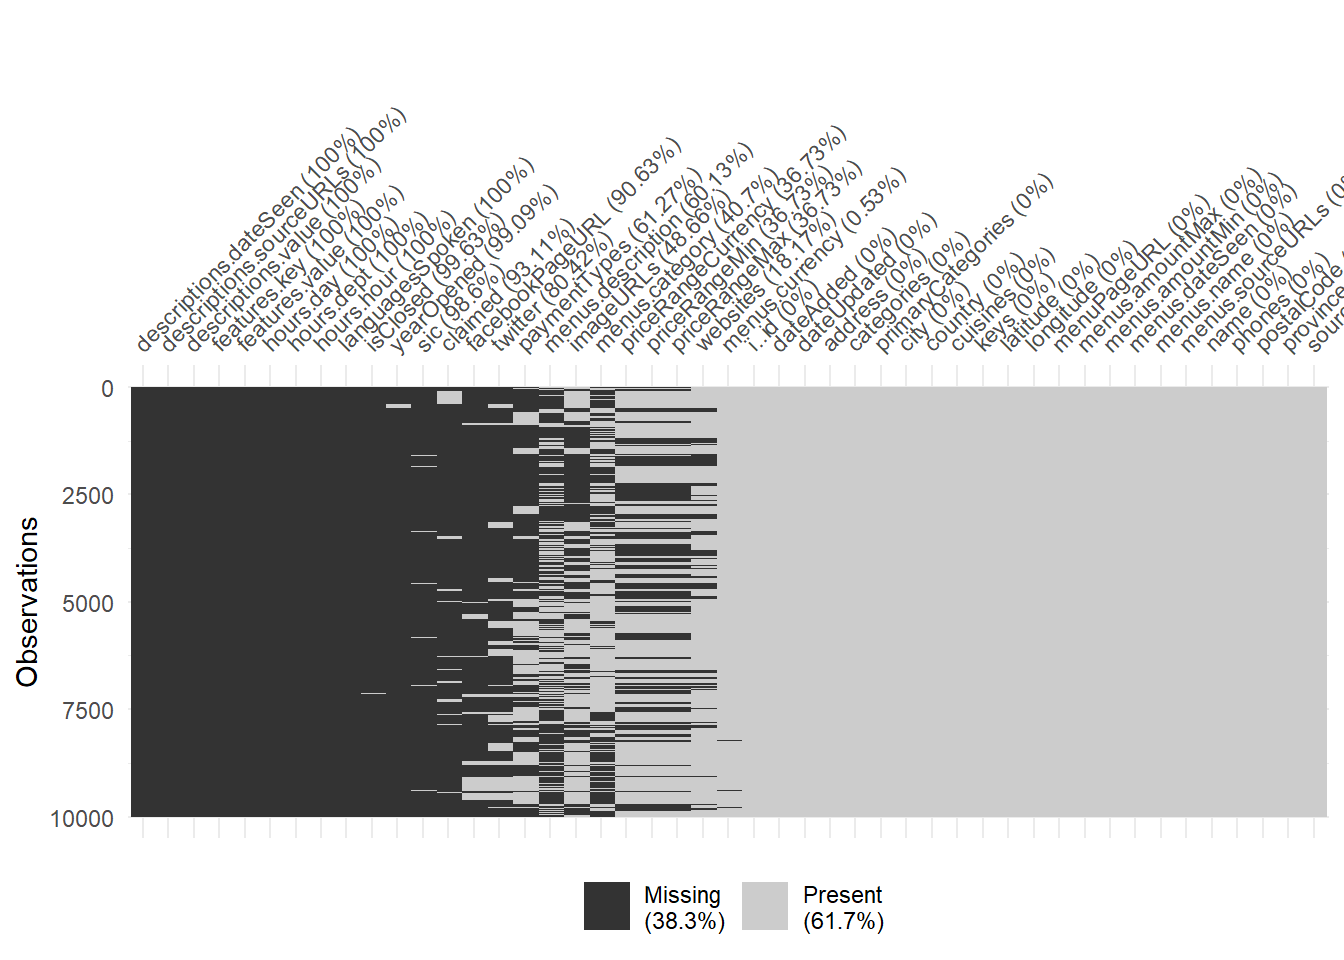 descriptions.dateSeen (100%)
descriptions.sourceURLs (100%)
descriptions.value (100%)
features.key (100%)
features.value (100%)
hours.day (100%)
hours.dept (100%)
hours.hour (100%)
languagesSpoken (100%)
isClosed (99.63%)
yearOpened (99.09%)
sic (98.6%)
claimed (93.11%)
facebookPageURL (90.63%)
twitter (80.42%)
paymentTypes (61.27%)
menus.description (60.13%)
imageURLs (48.66%)
menus.category (40.7%)
priceRangeCurrency (36.73%)
priceRangeMin (36.73%)
priceRangeMax (36.73%)
websites (18.17%)
menus.currency (0.53%)
i..id (0%)
dateAdded (0%)
dateUpdated (0%)
address (0%)
categories (0%)
primaryCategories (0%)
city (0%)
country (0%)
cuisines (0%)
keys (0%)
latitude (0%)
longitude (0%)
menuPageURL (0%)
menus.amountMax (0%)
menus.amountMin (0%)
menus.dateSeen (0%)
menus.name (0%)
menus.sourceURLs (0
name (0%)
phones (0%)
postalCode
province
sour
0
2500
5000
7500
10000
Observations
Missing
(38.3%)
Present
(61.7%)